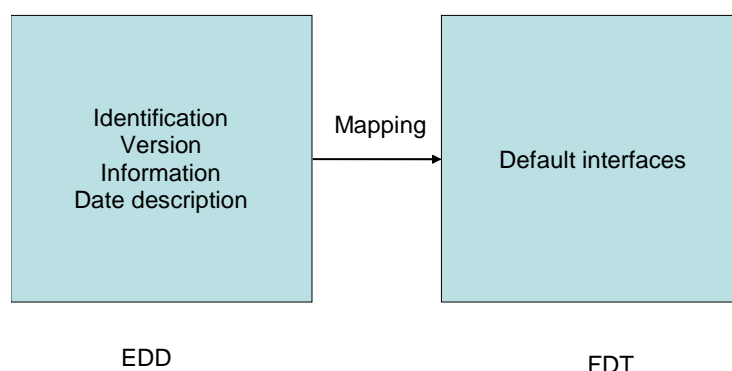 Identification
Version
Information
Date description
Mapping
Default interfaces
EDD
FDT